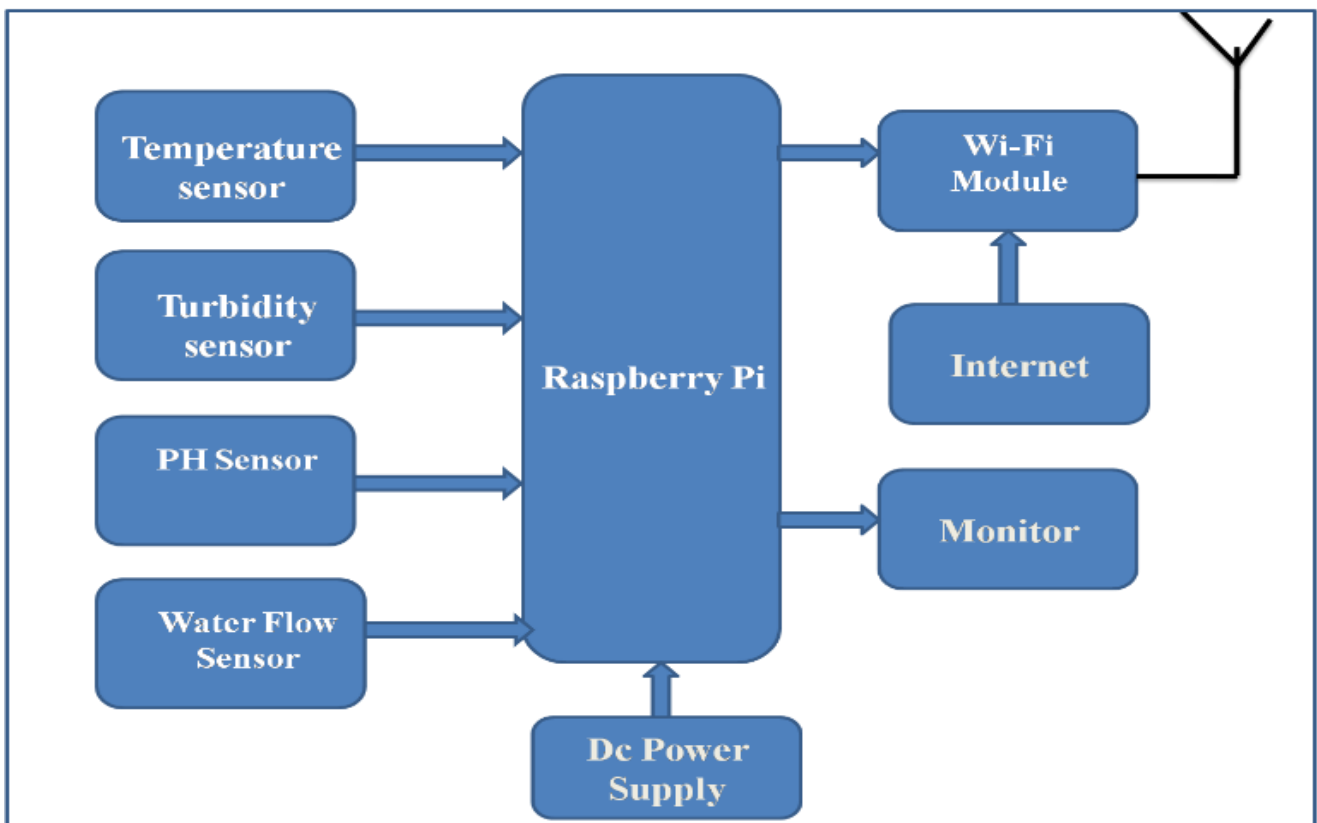 Temperature
sensor
Turbidity
sensor
PH Sensor
Water Flow
Sensor
Raspberry Pi
Dc Power
Supply
Wi-Fi
Module
Internet
Monitor